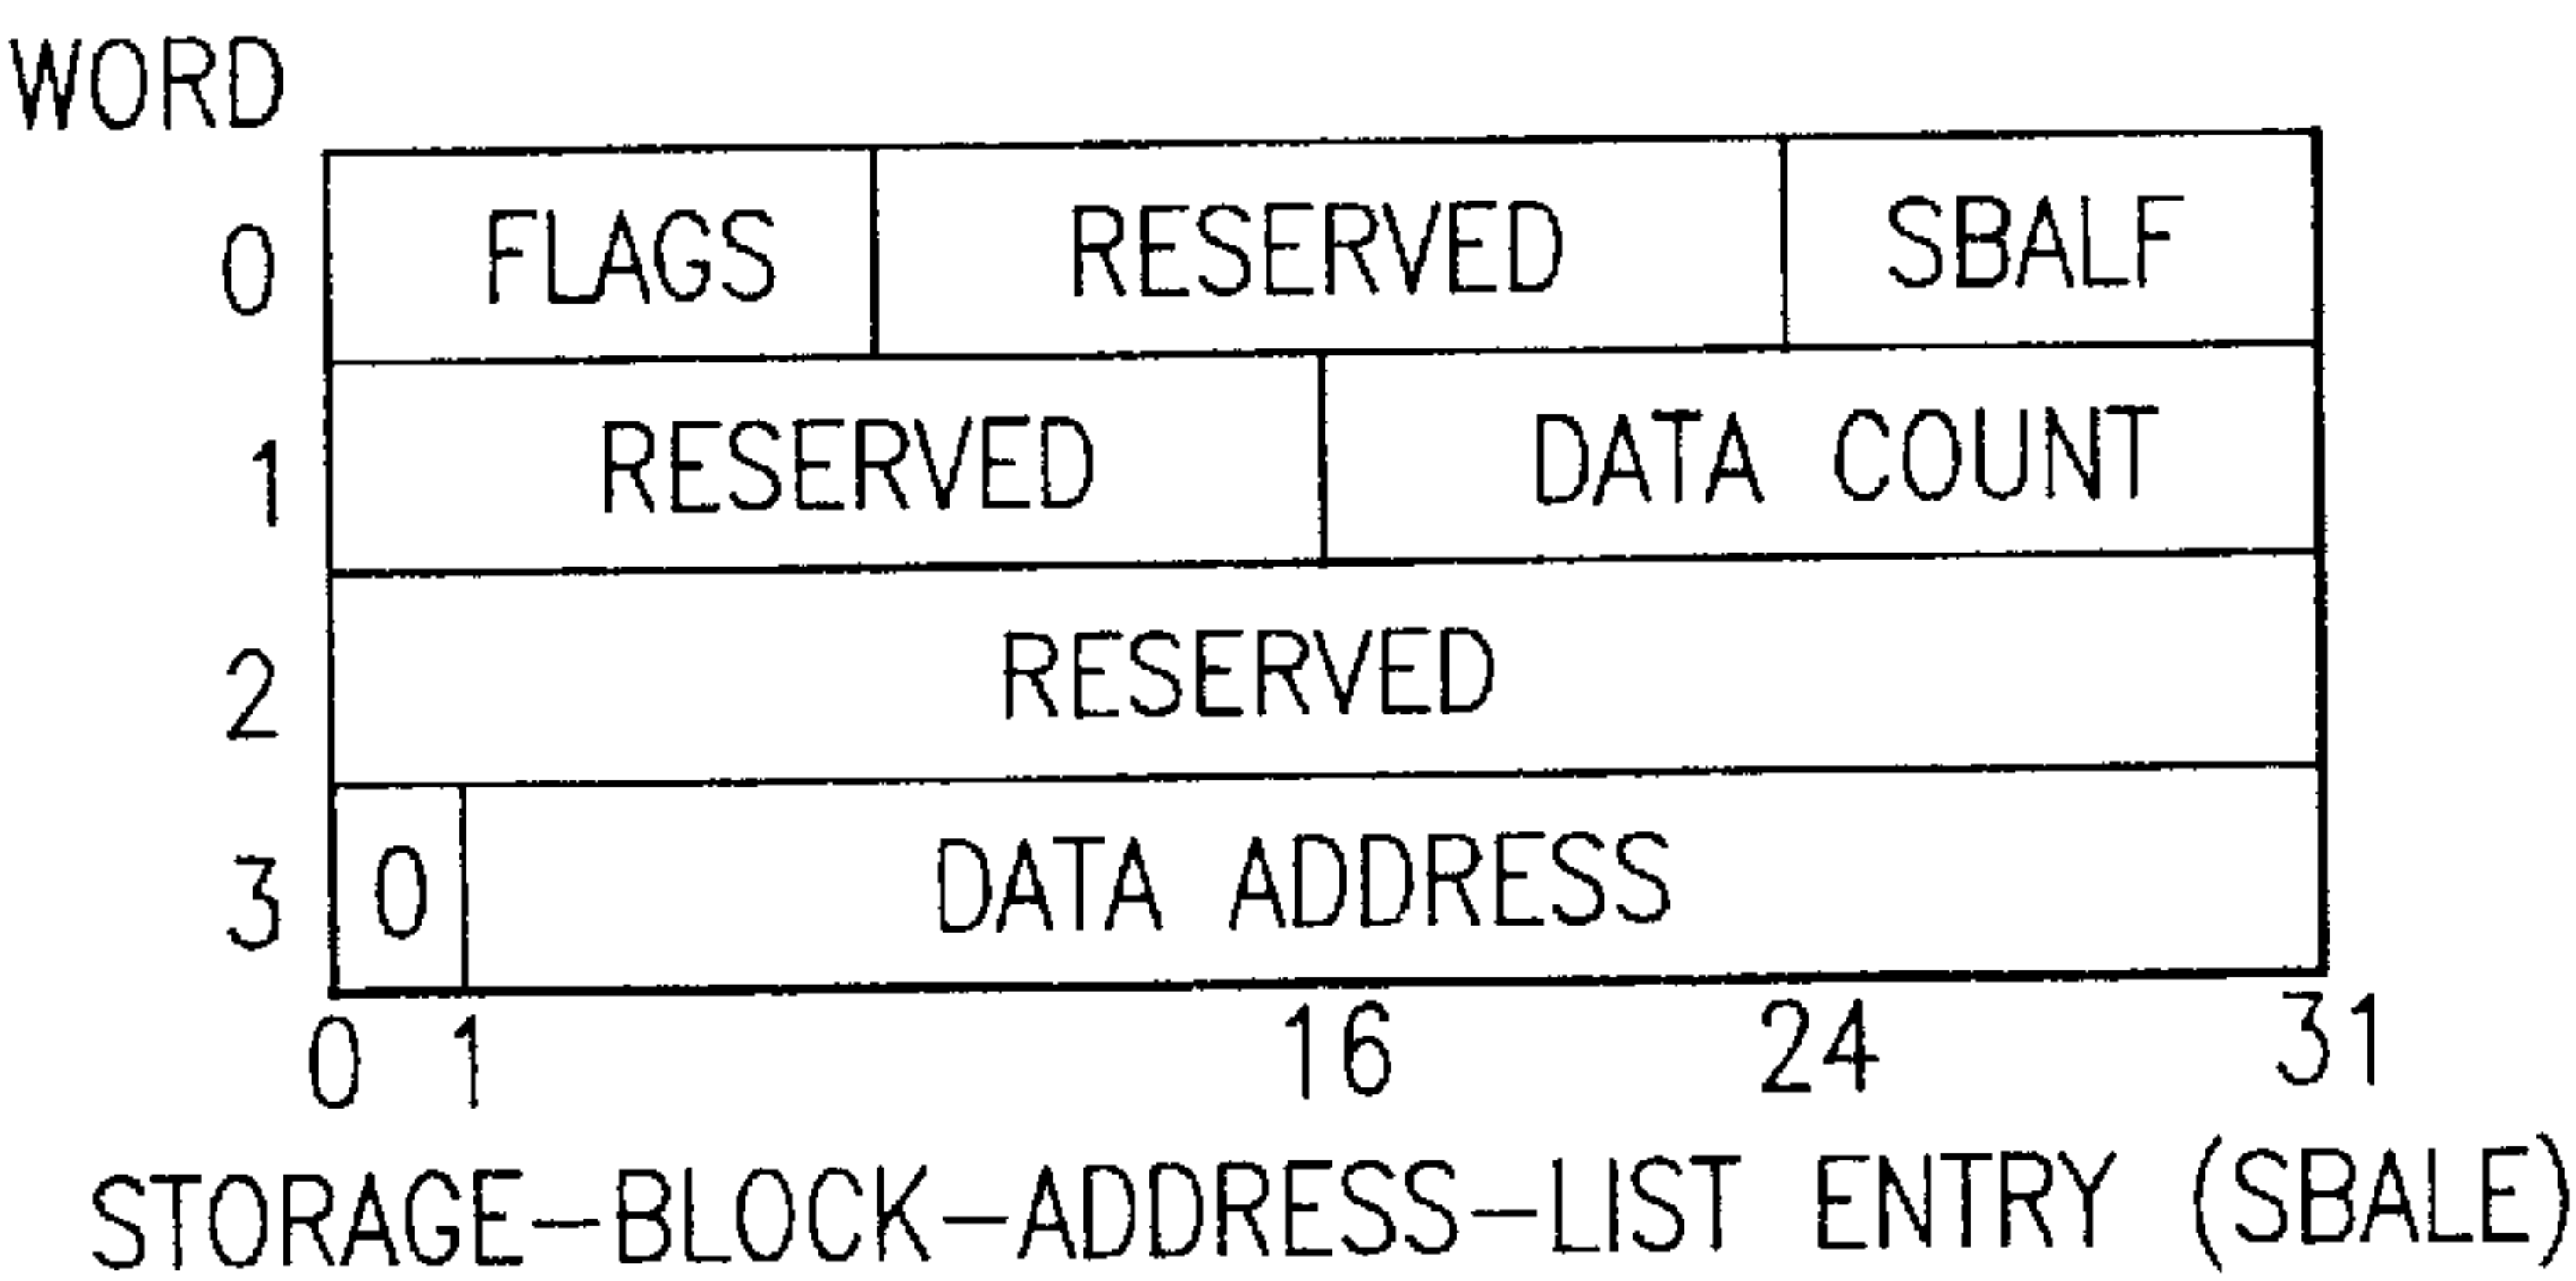 WORD
0 FLAGS RESERVED SBALF
1 RESERVED DATA COUNT
2 RESERVED
3 0 DATA ADDRESS
0 1 16 24 31
STORAGE-BLOCK-ADDRESS-LIST ENTRY (SBALE)